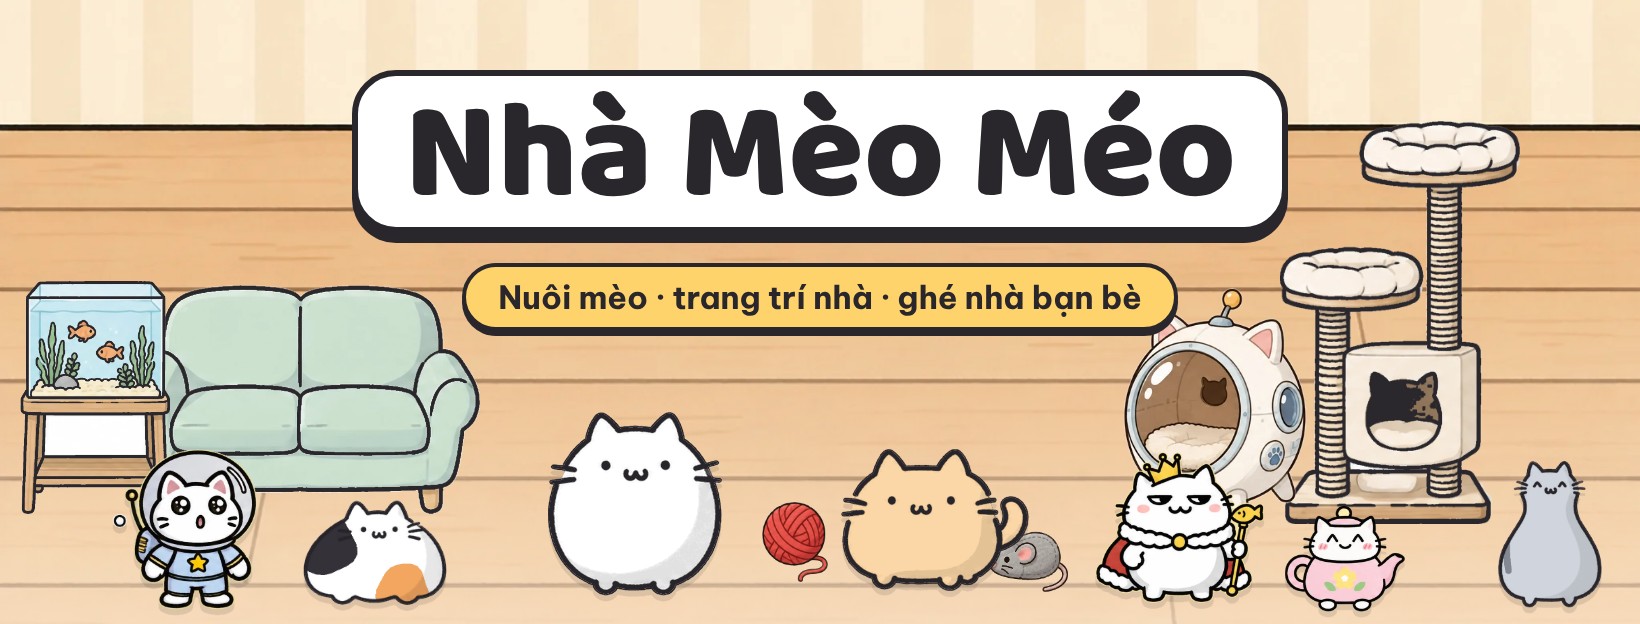 Nhà Mèo Méo
Nuôi mèo · trang trí nhà · ghé nhà bạn bè